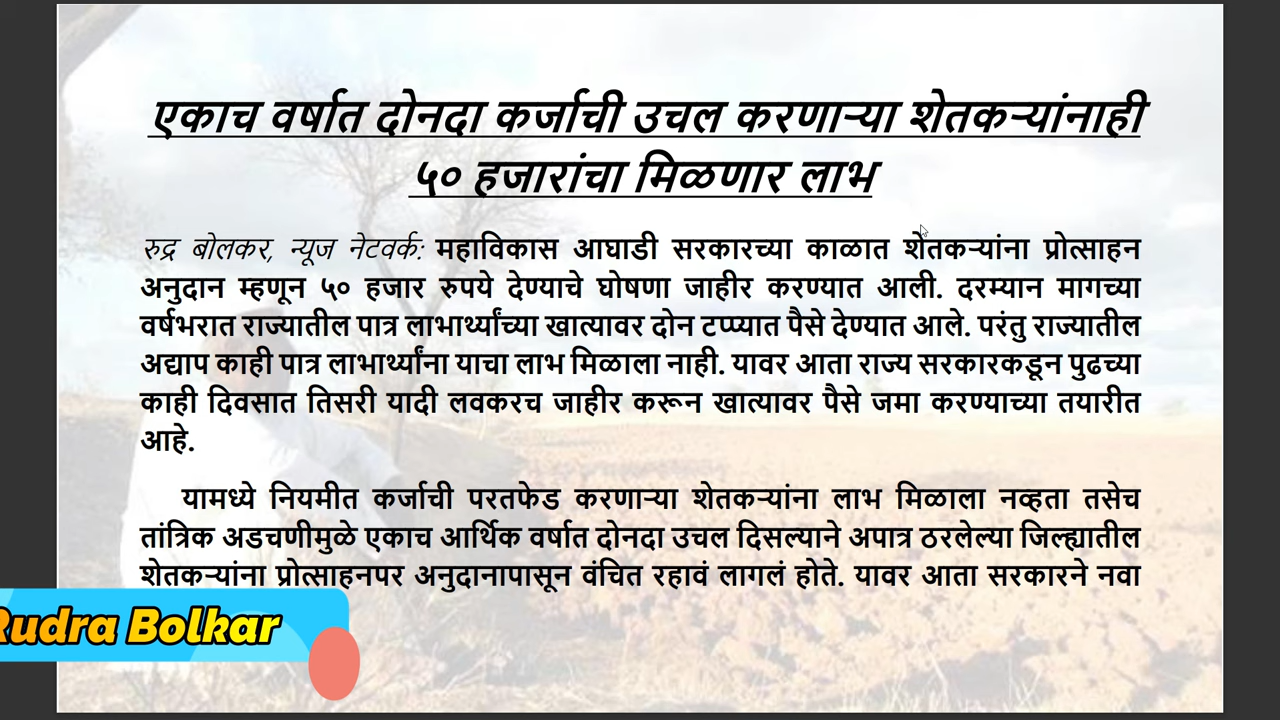 एकाच वर्षात दोनदा कर्जाची उचल करणाऱ्या शेतकऱ्यांनाही
५० हजारांचा मिळणार लाभ
रुद्र बोलकर, न्यूज नेटवर्क: महाविकास आघाडी सरकारच्या काळात शेतकऱ्यांना प्रोत्साहन
अनुदान म्हणून ५० हजार रुपये देण्याचे घोषणा जाहीर करण्यात आली. दरम्यान मागच्या
वर्षभरात राज्यातील पात्र लाभार्थ्यांच्या खात्यावर दोन टप्प्यात पैसे देण्यात आले. परंतु राज्यातील
अद्याप काही पात्र लाभार्थ्यांना याचा लाभ मिळाला नाही. यावर आता राज्य सरकारकडून पुढच्या
काही दिवसात तिसरी यादी लवकरच जाहीर करून खात्यावर पैसे जमा करण्याच्या तयारीत
आहे.
यामध्ये नियमीत कर्जाची परतफेड करणाऱ्या शेतकऱ्यांना लाभ मिळाला नव्हता तसेच
तांत्रिक अडचणीमुळे एकाच आर्थिक वर्षात दोनदा उचल दिसल्याने अपात्र ठरलेल्या जिल्ह्यातील
शेतकऱ्यांना प्रोत्साहनपर अनुदानापासून वंचित रहावं लागलं होते. यावर आता सरकारने नवा
Rudra Bolkar